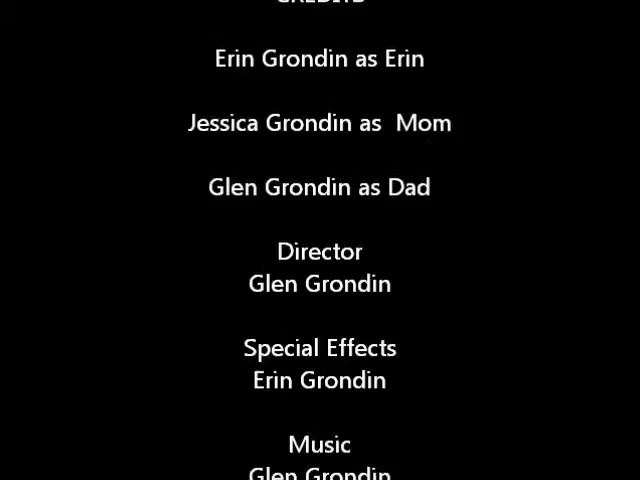 CREDITS
Erin Grondin as Erin
Jessica Grondin as  Mom
Glen Grondin as Dad
Director
Glen Grondin
Special Effects
Erin Grondin
Music
Glen Grondin